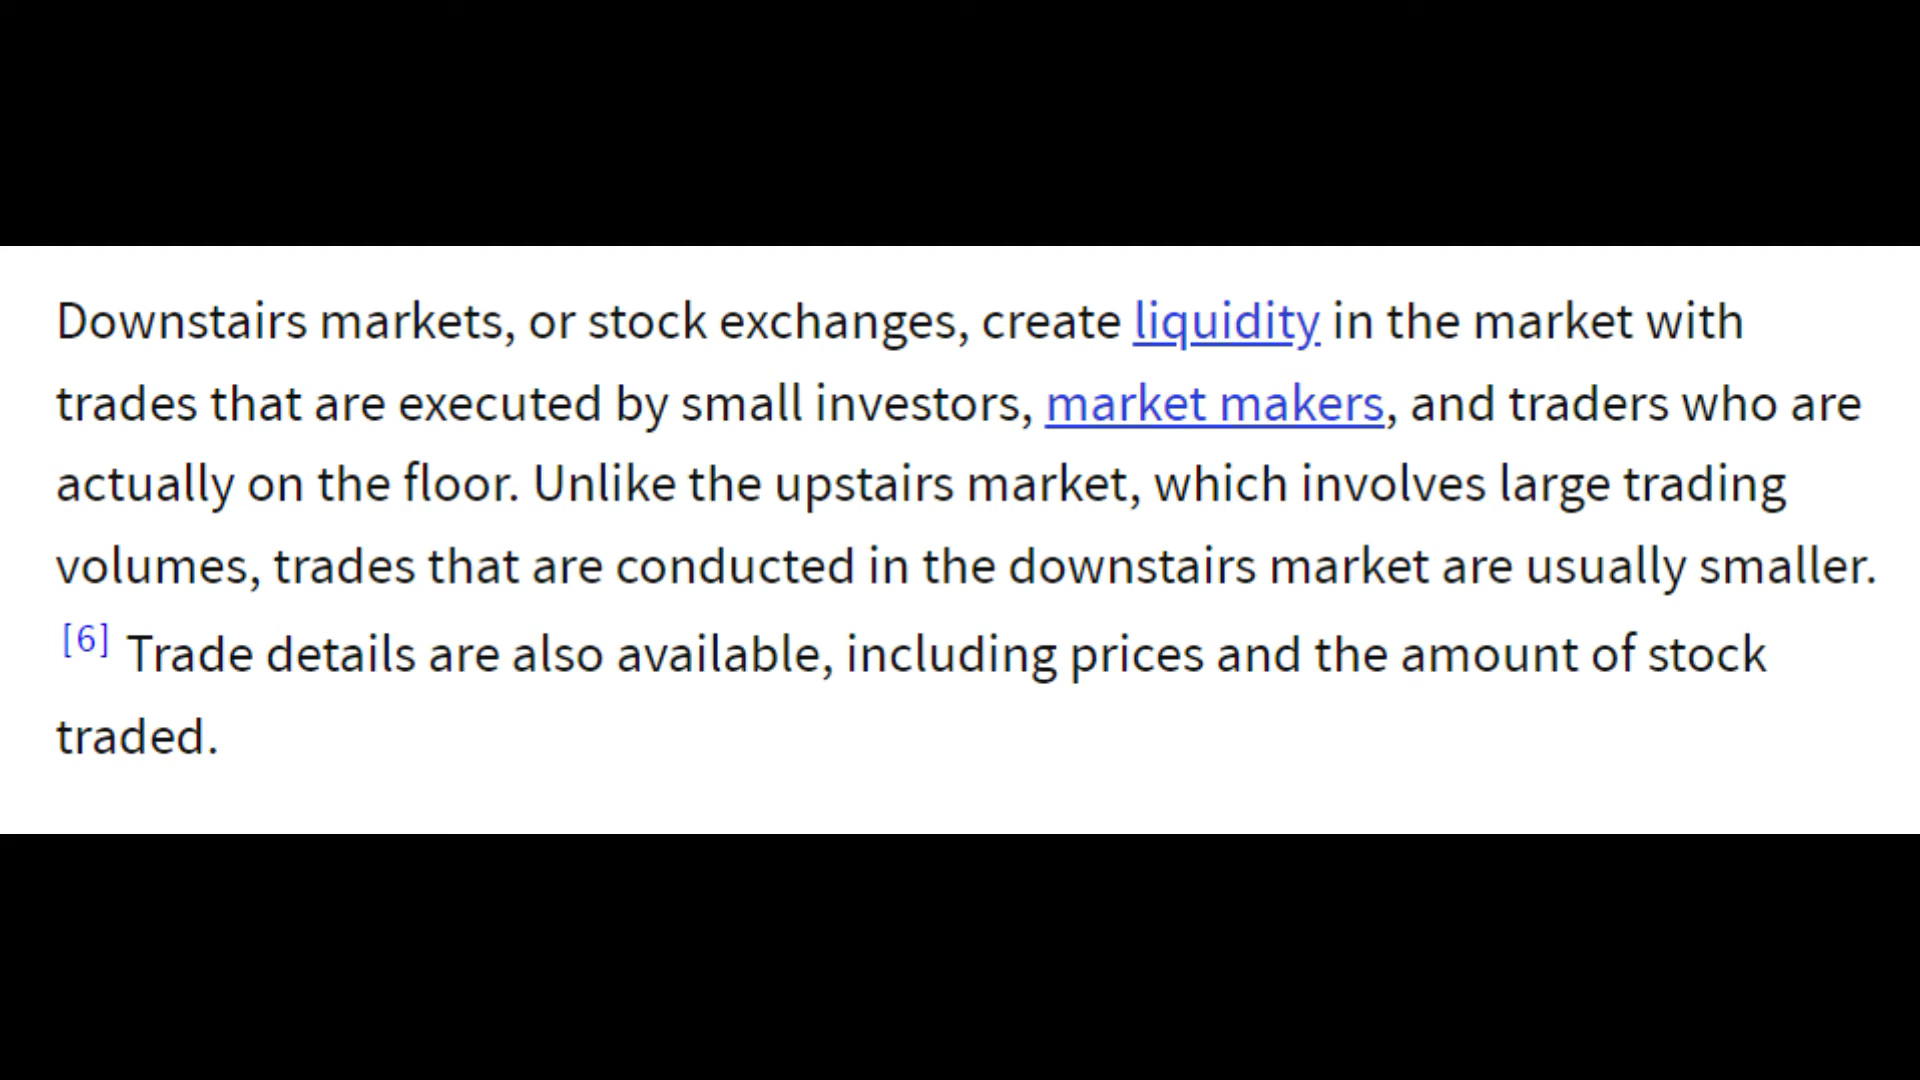 Downstairs markets, or stock exchanges, create liquidity in the market with
trades that are executed by small investors, market makers, and traders who are
actually on the floor. Unlike the upstairs market, which involves large trading
volumes, trades that are conducted in the downstairs market are usually smaller.
[6] Trade details are also available, including prices and the amount of stock
traded.